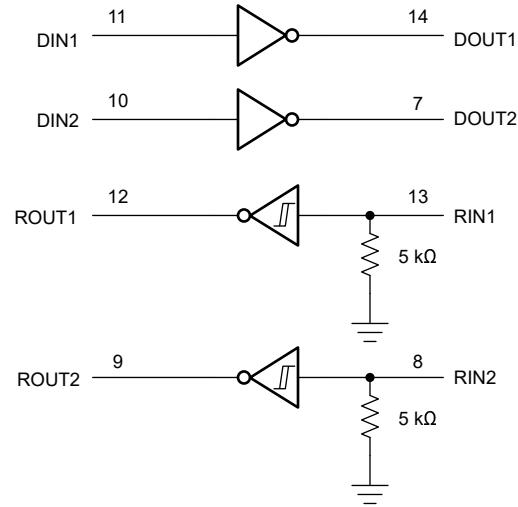 DIN1 11 14 DOUT1
DIN2 10 7 DOUT2
ROUT1 12 13 RIN1
5 kΩ
ROUT2 9 8 RIN2
5 kΩ